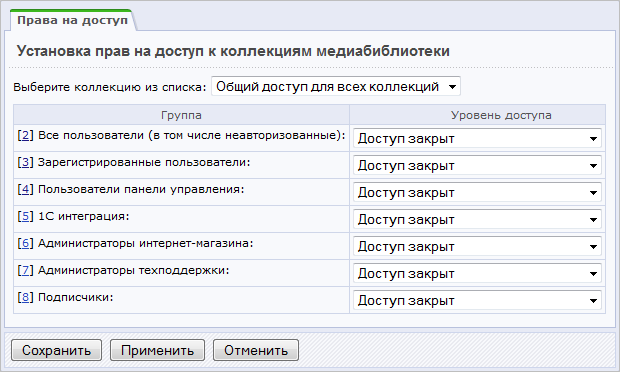 Права на доступ
Установка прав на доступ к коллекциям медиабиблиотеки
Выберите коллекцию из списка: Общий доступ для всех коллекций
Группа Уровень доступа
[2] Все пользователи (в том числе неавторизованные): Доступ закрыт
[3] Зарегистрированные пользователи: Доступ закрыт
[4] Пользователи панели управления: Доступ закрыт
[5] 1С интеграция: Доступ закрыт
[6] Администраторы интернет-магазина: Доступ закрыт
[7] Администраторы техподдержки: Доступ закрыт
[8] Подписчики: Доступ закрыт
Сохранить Применить Отменить